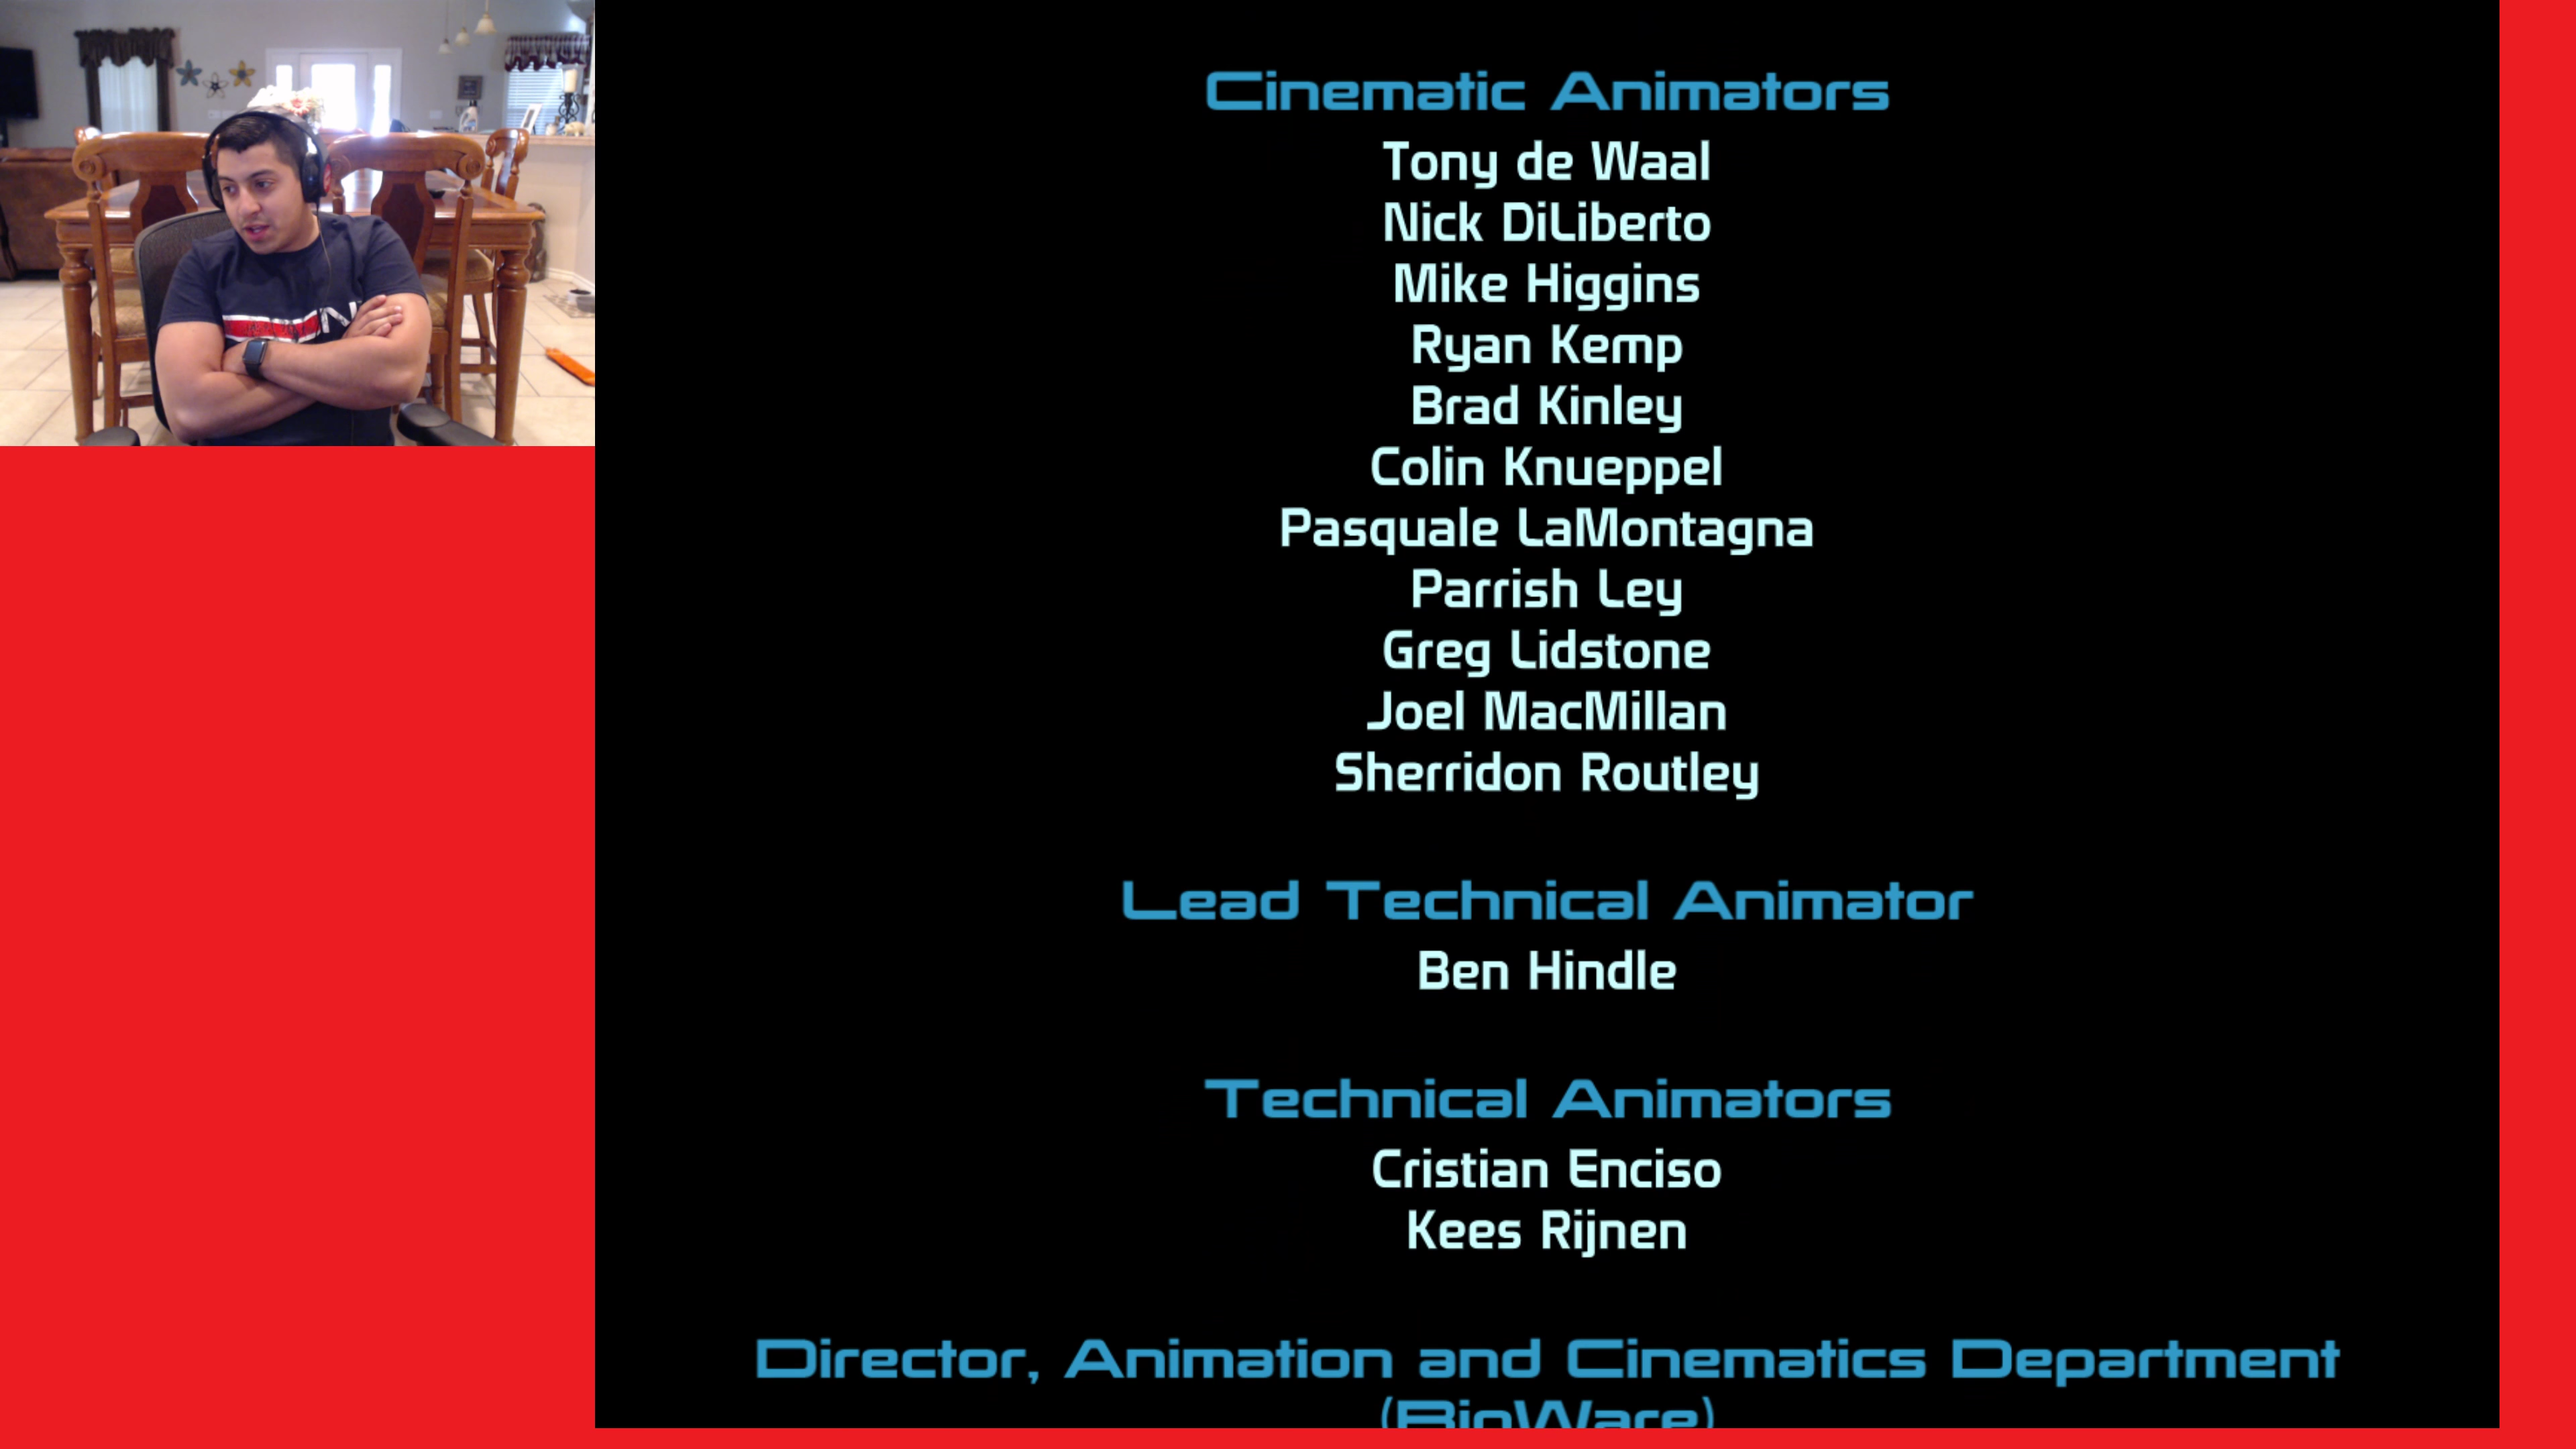 Cinematic Animators
Tony de Waal
Nick DiLiberto
Mike Higgins
Ryan Kemp
Brad Kinley
Colin Knueppel
Pasquale LaMontagna
Parrish Ley
Greg Lidstone
Joel MacMillan
Sherridon Routley
Lead Technical Animator
Ben Hindle
Technical Animators
Cristian Enciso
Kees Rijnen
Director, Animation and Cinematics Department
(BioWare)